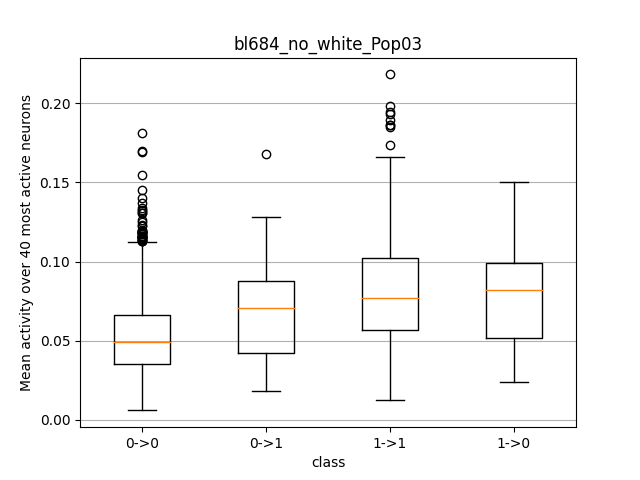 bl684_no_white_Pop03
Mean activity over 40 most active neurons
0.20
0.15
0.10
0.05
0.00
0->0 0->1 1->1 1->0
class